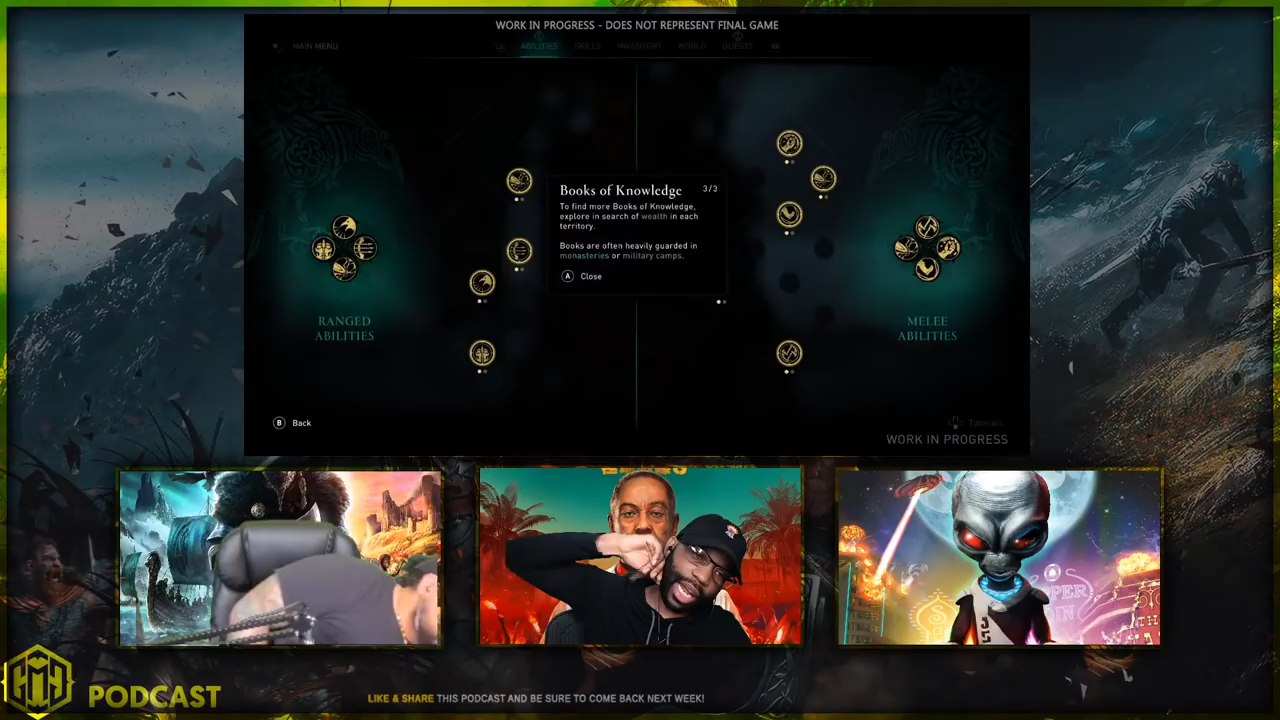 WORK IN PROGRESS - DOES NOT REPRESENT FINAL GAME
MAIN MENU
ABILITIES
SKILLS
INVENTORY
WORLD
QUESTS
Books of Knowledge
3/3
To find more Books of Knowledge,
explore in search of wealth in each
territory.
Books are often heavily guarded in
monasteries or military camps.
A Close
RANGED
ABILITIES
MELEE
ABILITIES
B Back
Tutorials
WORK IN PROGRESS
PODCAST
LIKE & SHARE THIS PODCAST AND BE SURE TO COME BACK NEXT WEEK!